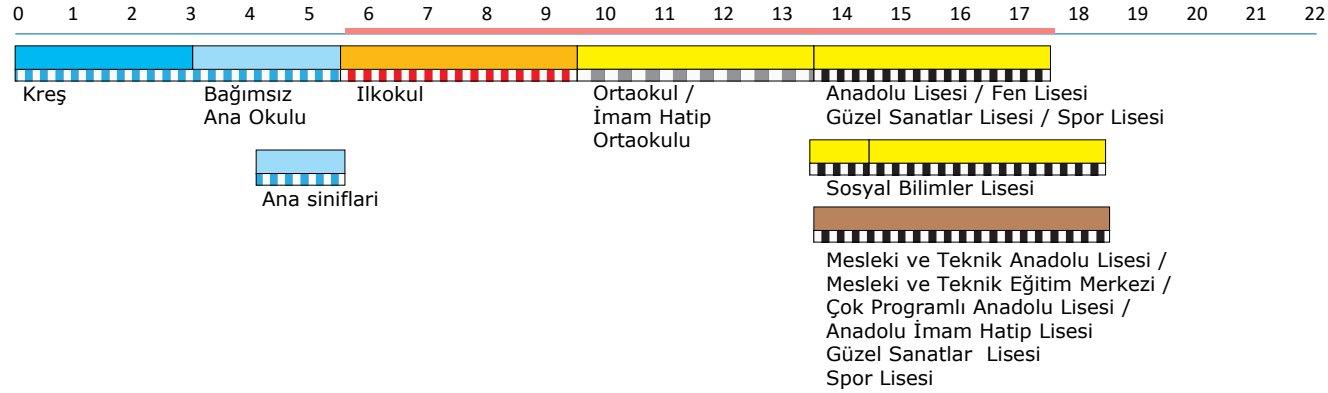 0 1 2 3 4 5 6 7 8 9 10 11 12 13 14 15 16 17 18 19 20 21 22
Kreş
Bağımsız
Ana Okulu
Ilkokul
Ortaokul /
İmam Hatip
Ortaokulu
Anadolu Lisesi / Fen Lisesi
Güzel Sanatlar Lisesi / Spor Lisesi
Ana siniflari
Sosyal Bilimler Lisesi
Mesleki ve Teknik Anadolu Lisesi /
Mesleki ve Teknik Eğitim Merkezi /
Çok Programlı Anadolu Lisesi /
Anadolu İmam Hatip Lisesi
Güzel Sanatlar Lisesi
Spor Lisesi